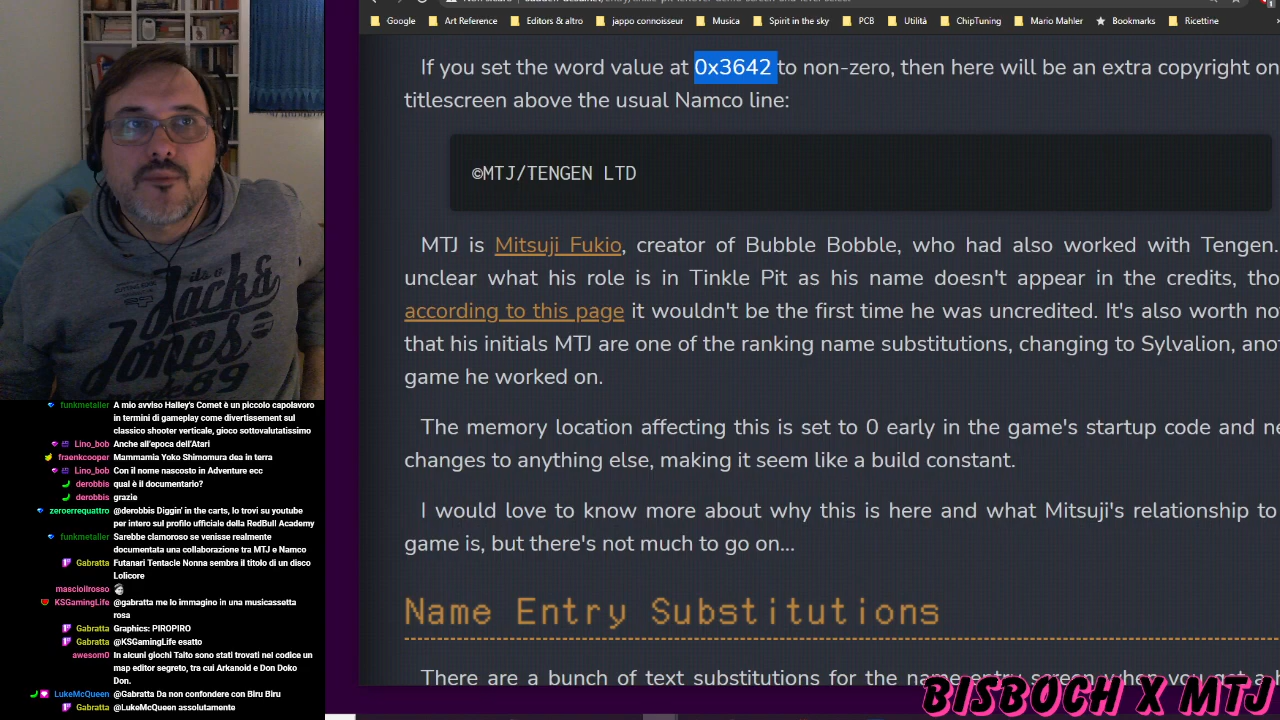 Google
Art Reference
Editors & altro
jappo connoisseur
Musica
Spirit in the sky
PCB
Utilità
ChipTuning
Mario Mahler
Bookmarks
Ricettine
If you set the word value at 0x3642 to non-zero, then here will be an extra copyright on
titlescreen above the usual Namco line:
©MTJ/TENGEN LTD
MTJ is Mitsuji Fukio, creator of Bubble Bobble, who had also worked with Tengen.
unclear what his role is in Tinkle Pit as his name doesn't appear in the credits, tho
according to this page it wouldn't be the first time he was uncredited. It's also worth no
that his initials MTJ are one of the ranking name substitutions, changing to Sylvalion, ano
game he worked on.
The memory location affecting this is set to 0 early in the game's startup code and ne
changes to anything else, making it seem like a build constant.
I would love to know more about why this is here and what Mitsuji's relationship to
game is, but there's not much to go on...
Name Entry Substitutions
There are a bunch of text substitutions for the name entry screen when you get a h
it's a
Jack &
Jones
89
funkmetaller A mio avviso Halley's Comet è un piccolo capolavoro
in termini di gameplay come divertissement sul
classico shooter verticale, gioco sottovalutatissimo
Lino_bob Anche all'epoca dell'Atari
fraenkcooper Mammamia Yoko Shimomura dea in terra
Lino_bob Con il nome nascosto in Adventure ecc
derobbis qual è il documentario?
derobbis grazie
zeroerrequattro @derobbis Diggin' in the carts, lo trovi su youtube
per intero sul profilo ufficiale della RedBull Academy
funkmetaller Sarebbe clamoroso se venisse realmente
documentata una collaborazione tra MTJ e Namco
Gabratta Futanari Tentacle Nonna sembra il titolo di un disco
Lolicore
mascioilrosso
KSGamingLife @gabratta me lo immagino in una musicassetta
rosa
Gabratta Graphics: PIROPIRO
Gabratta @KSGamingLife esatto
awesom0 In alcuni giochi Taito sono stati trovati nel codice un
map editor segreto, tra cui Arkanoid e Don Doko
Don.
LukeMcQueen @Gabratta Da non confondere con Biru Biru
Gabratta @LukeMcQueen assolutamente
BISBOCH X MTJ